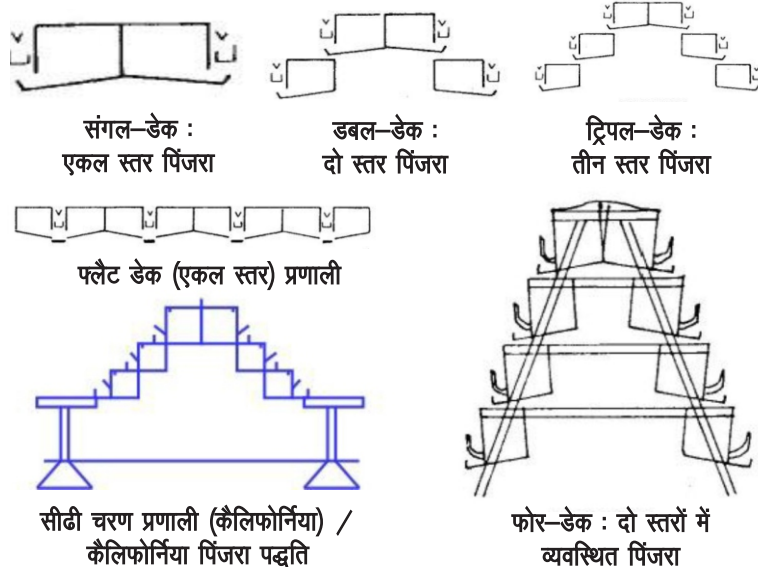 संगल–डेक :
एकल स्तर पिंजरा
डबल–डेक :
दो स्तर पिंजरा
ट्रिपल–डेक :
तीन स्तर पिंजरा
फ्लैट डेक (एकल स्तर) प्रणाली
सीढी चरण प्रणाली (कैलिफोर्निया) /
कैलिफोर्निया पिंजरा पद्धति
फोर–डेक : दो स्तरों में
व्यवस्थित पिंजरा